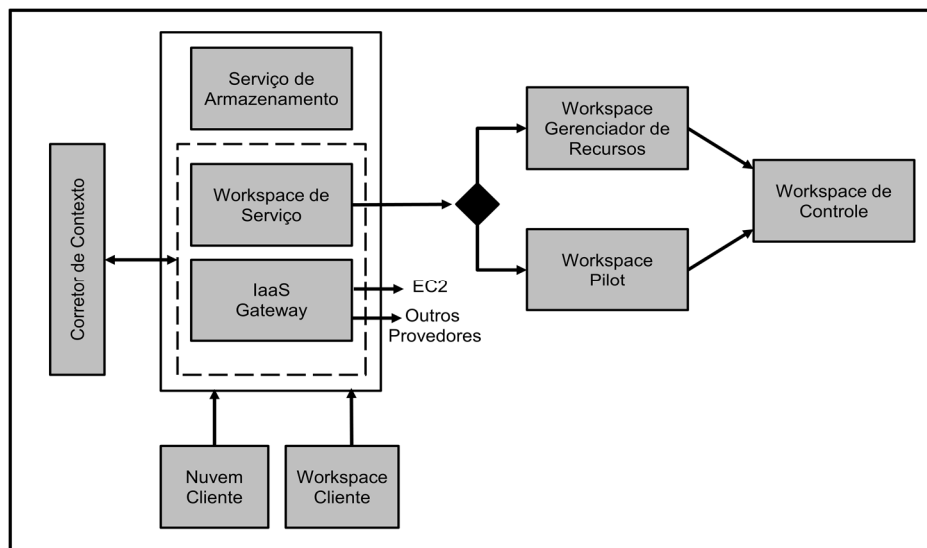 Serviço de
Armazenamento
Corretor de Contexto
Workspace de
Serviço
IaaS
Gateway
EC2
Outros
Provedores
Workspace
Gerenciador de
Recursos
Workspace
Pilot
Workspace de
Controle
Nuvem
Cliente
Workspace
Cliente